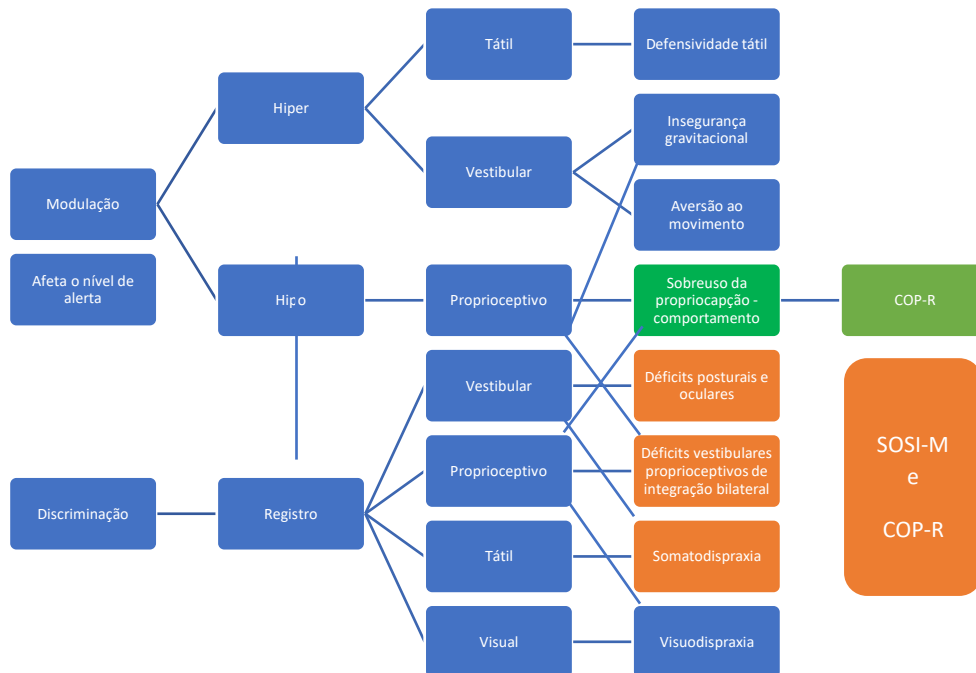 Tátil
Defensividade tátil
Hiper
Insegurança
gravitacional
Vestibular
Modulação
Aversão ao
movimento
Afeta o nível de
alerta
Hipo
Proprioceptivo
Sobreuso da
propriocapção -
comportamento
COP-R
Vestibular
Déficits posturais e
oculares
Proprioceptivo
Déficits vestibulares
proprioceptivos de
integração bilateral
SOSI-M
e
COP-R
Discriminação
Registro
Tátil
Somatodispraxia
Visual
Visuodispraxia